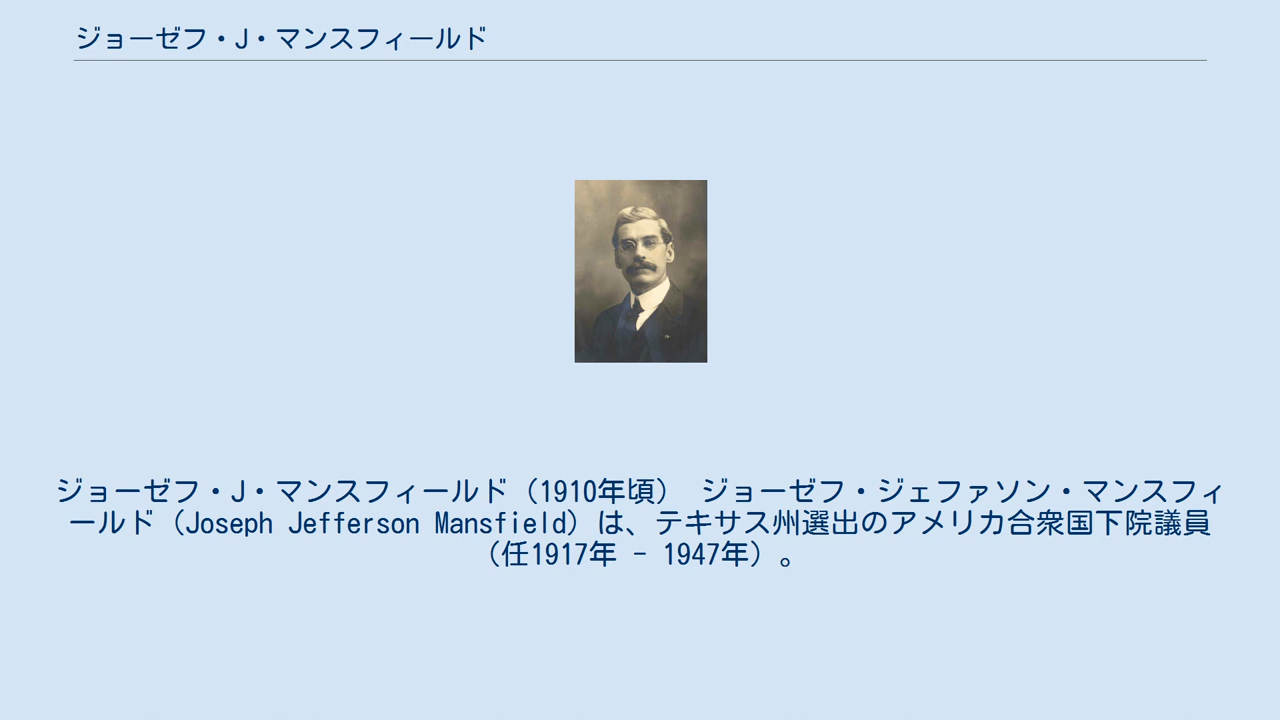 ジョーゼフ・J・マンスフィールド
ジョーゼフ・J・マンスフィールド（1910年頃） ジョーゼフ・ジェファソン・マンスフィ
ールド（Joseph Jefferson Mansfield）は、テキサス州選出のアメリカ合衆国下院議員
（任1917年 - 1947年）。